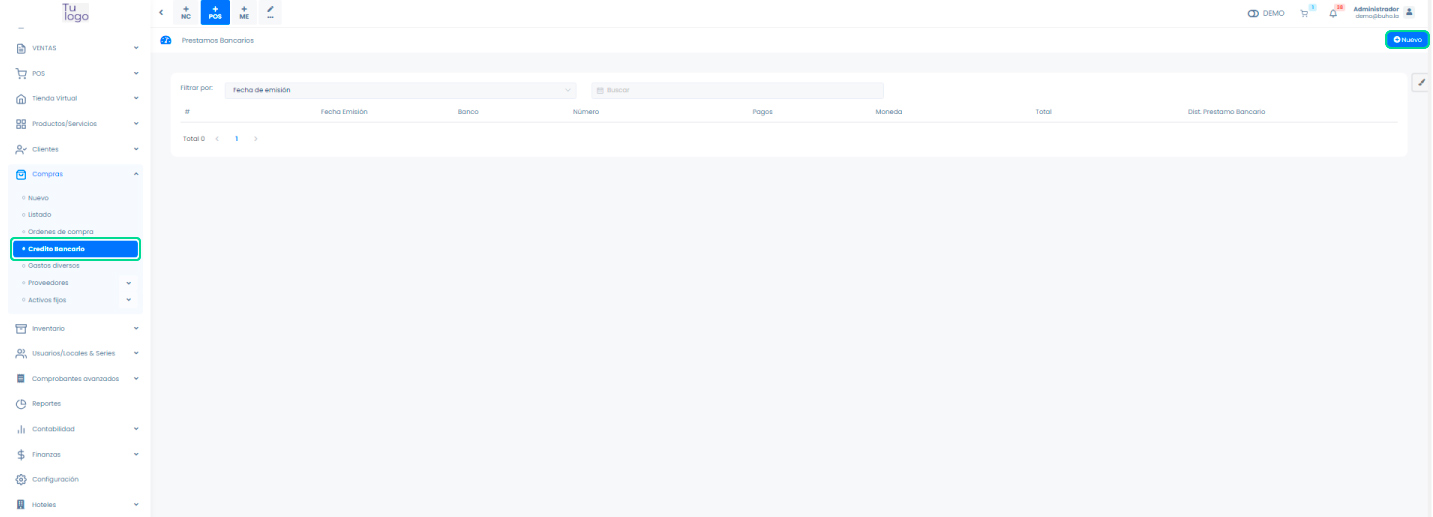 Tu
logo
NC
POS
ME
DEMO
1
38
Administrador
demo@buho.la
VENTAS
POS
Tienda Virtual
Productos/Servicios
Clientes
Compras
Nuevo
Listado
Ordenes de compra
Credito Bancario
Gastos diversos
Proveedores
Activos fijos
Inventario
Usuarios/Locales & Series
Comprobantes avanzados
Reportes
Contabilidad
Finanzas
Configuración
Hoteles
Prestamos Bancarios
Nuevo
Filtrar por:
Fecha de emisión
Buscar
# Fecha Emisión Banco Número Pagos Moneda Total Dist. Prestamo Bancario
Total 0 < 1 >